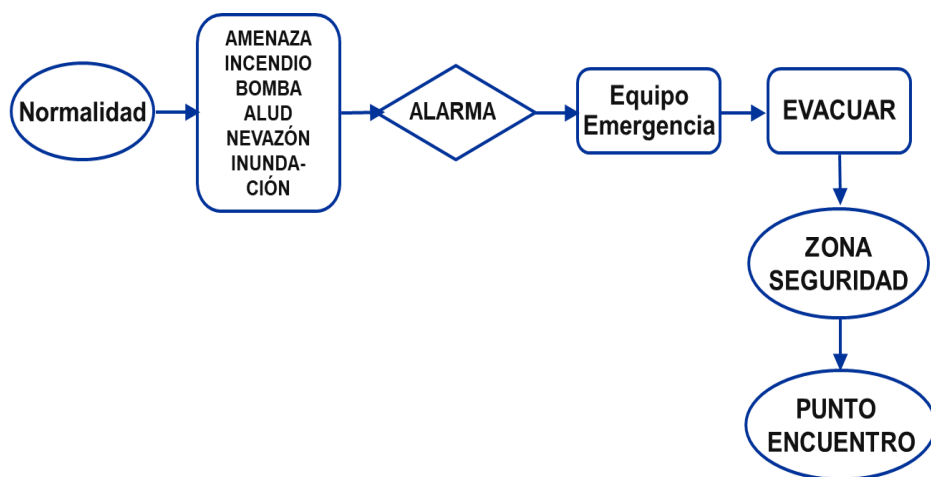 Normalidad
AMENAZA
INCENDIO
BOMBA
ALUD
NEVAZÓN
INUNDA-
CIÓN
ALARMA
Equipo
Emergencia
EVACUAR
ZONA
SEGURIDAD
PUNTO
ENCUENTRO